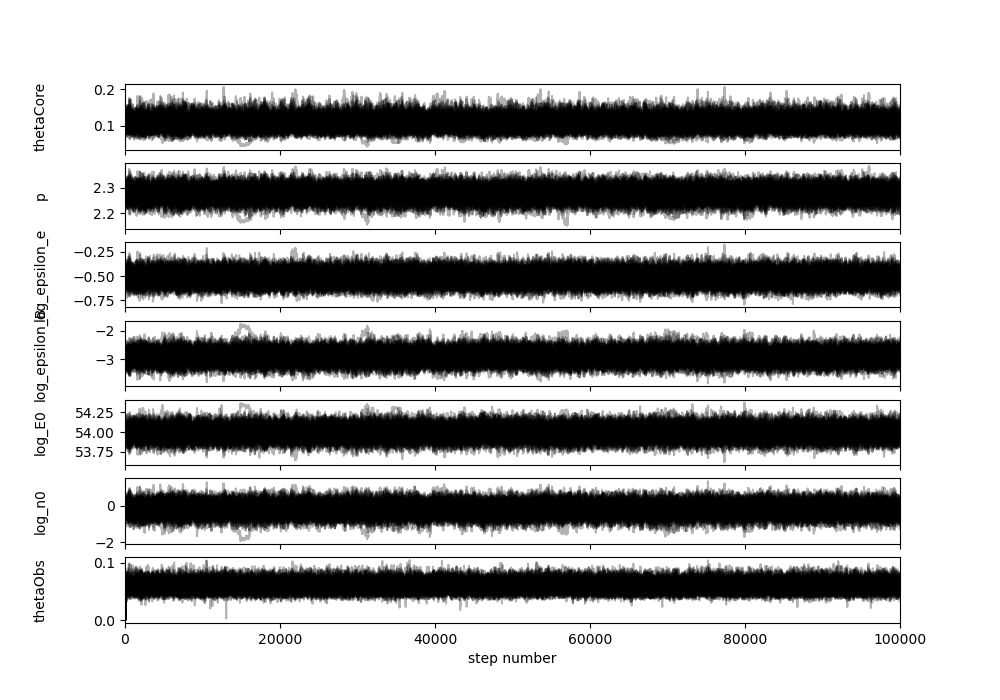 thetaCore
0.2
0.1
p
2.3
2.2
log_epsilon_e
−0.25
−0.50
−0.75
log_epsilon_
−2
−3
log_E0
54.25
54.00
53.75
log_n0
0
−2
thetaObs
0.1
0.0
0 20000 40000 60000 80000 100000
step number